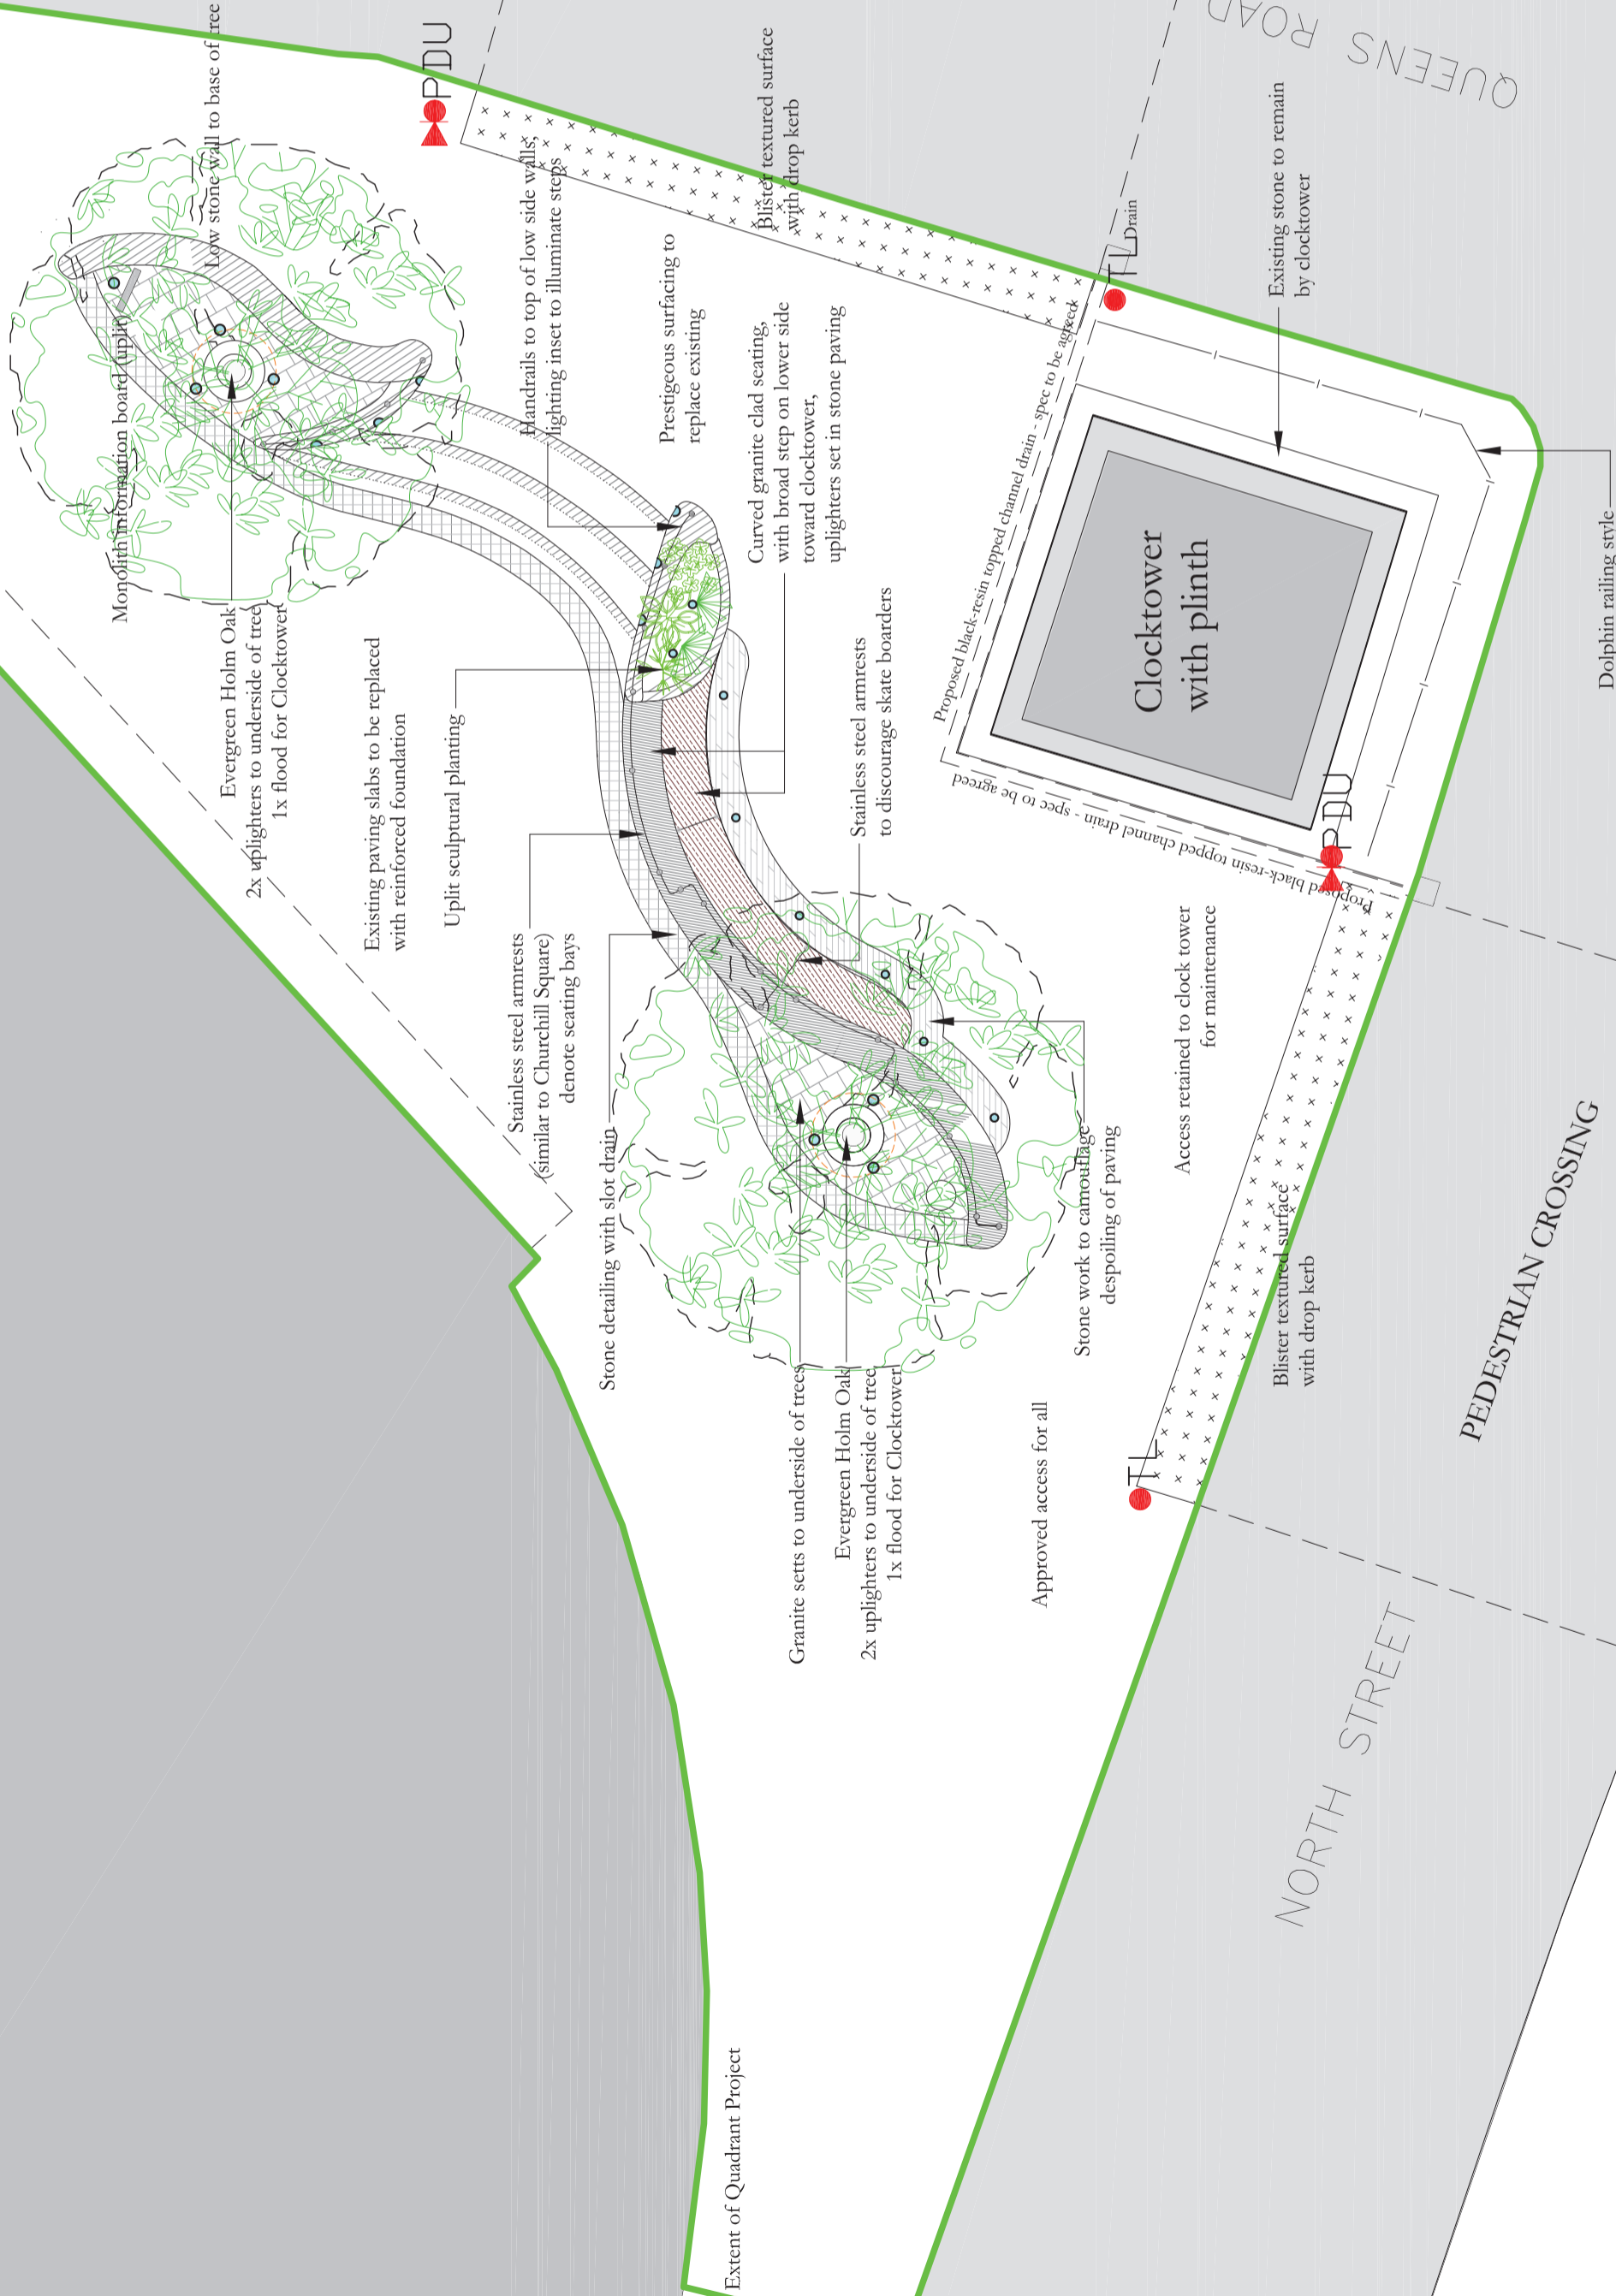 Low stone wall to base of tree
PDU
Monolith information board (uplit)
Handrails to top of low side walls,
lighting inset to illuminate steps
Blister textured surface
with drop kerb
QUEENS ROAD
Prestigeous surfacing to
replace existing
Curved granite clad seating,
with broad step on lower side
toward clocktower,
uplighters set in stone paving
TL
Drain
Existing stone to remain
by clocktower
Evergreen Holm Oak
2x uplighters to underside of tree
1x flood for Clocktower
Existing paving slabs to be replaced
with reinforced foundation
Uplit sculptural planting
Stainless steel armrests
to discourage skate boarders
Proposed black-resin topped channel drain - spec to be agreed
Proposed black-resin topped channel drain - spec to be agreed
Clocktower
with plinth
PDU
Dolphin railing style
Stainless steel armrests
(similar to Churchill Square)
denote seating bays
Stone detailing with slot drain
Access retained to clock tower
for maintenance
Stone work to camouflage
despoiling of paving
Blister textured surface
with drop kerb
PEDESTRIAN CROSSING
Granite setts to underside of trees
Evergreen Holm Oak
2x uplighters to underside of tree
1x flood for Clocktower
Approved access for all
TL
NORTH STREET
Extent of Quadrant Project